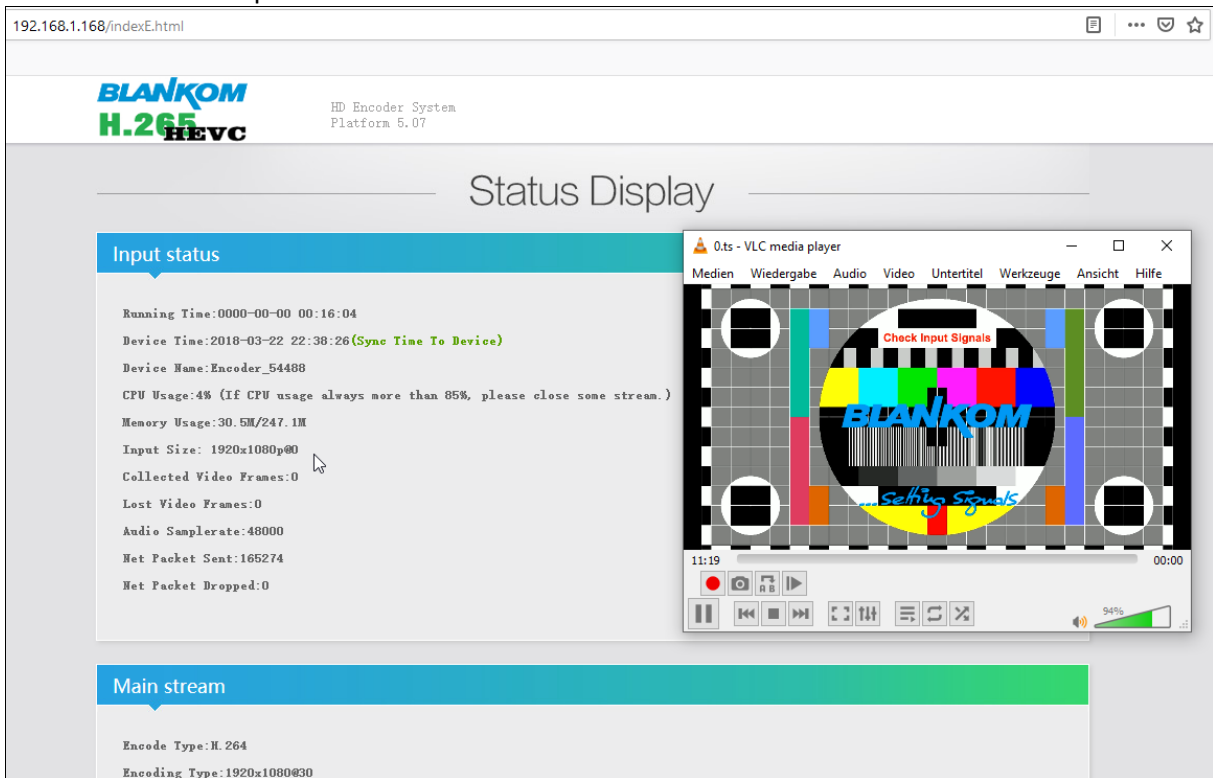 192.168.1.168/indexE.html
BLANKOM
H.265 HEVC
HD Encoder System
Platform 5.07
Status Display
Input status
Running Time:0000-00-00 00:16:04
Device Time:2018-03-22 22:38:26(Sync Time To Device)
Device Name:Encoder_54488
CPU Usage:4% (If CPU usage always more than 85%, please close some stream.)
Memory Usage:30.5M/247.1M
Input Size: 1920x1080p@0
Collected Video Frames:0
Lost Video Frames:0
Audio Samplerate:48000
Net Packet Sent:165274
Net Packet Dropped:0
0.ts - VLC media player
Medien Wiedergabe Audio Video Untertitel Werkzeuge Ansicht Hilfe
Check Input Signals
BLANKOM
...Setting Signals
11:19 00:00
A B
94%
Main stream
Encode Type:H.264
Encoding Type:1920x1080@30